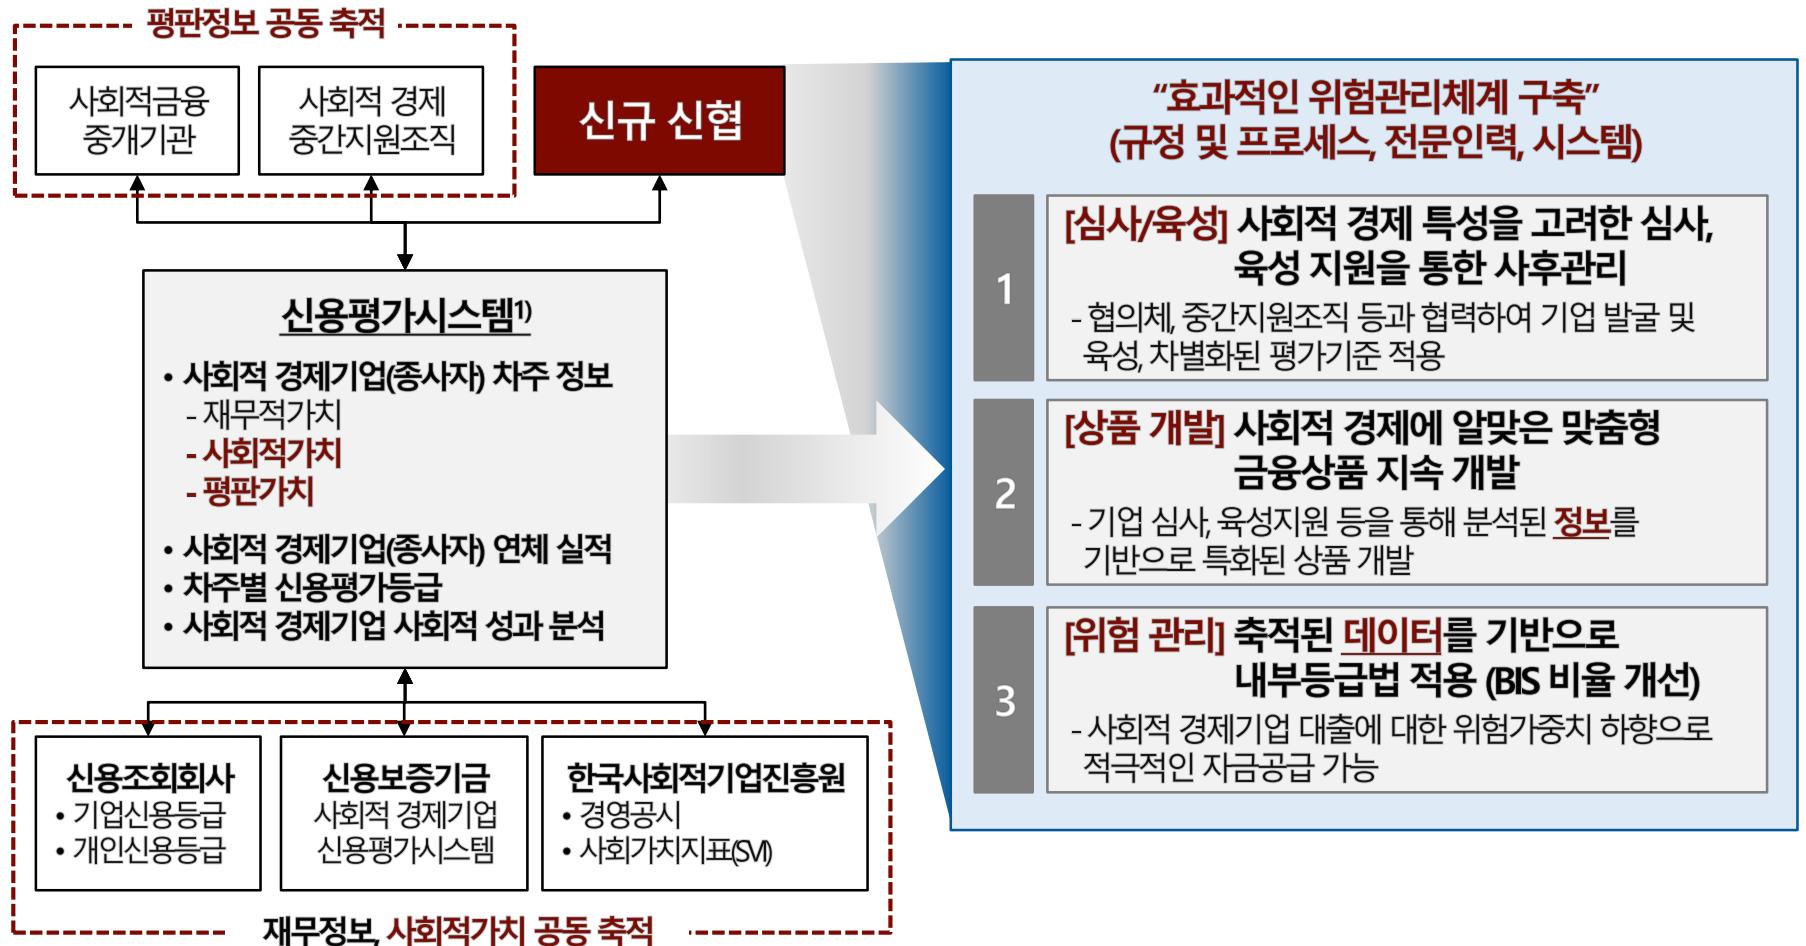 평판정보 공동 축적
사회적금융
중개기관
사회적 경제
중간지원조직
신규 신협
신용평가시스템1)
• 사회적 경제기업(종사자) 차주 정보
- 재무적가치
- 사회적가치
- 평판가치
• 사회적 경제기업(종사자) 연체 실적
• 차주별 신용평가등급
• 사회적 경제기업 사회적 성과 분석
신용조회회사
• 기업신용등급
• 개인신용등급
신용보증기금
사회적 경제기업
신용평가시스템
한국사회적기업진흥원
• 경영공시
• 사회가치지표(SVI)
재무정보, 사회적가치 공동 축적
“효과적인 위험관리체계 구축”
(규정 및 프로세스, 전문인력, 시스템)
1
[심사/육성] 사회적 경제 특성을 고려한 심사,
육성 지원을 통한 사후관리
- 협의체, 중간지원조직 등과 협력하여 기업 발굴 및
육성, 차별화된 평가기준 적용
2
[상품 개발] 사회적 경제에 알맞은 맞춤형
금융상품 지속 개발
- 기업 심사, 육성지원 등을 통해 분석된 정보를
기반으로 특화된 상품 개발
3
[위험 관리] 축적된 데이터를 기반으로
내부등급법 적용 (BIS 비율 개선)
- 사회적 경제기업 대출에 대한 위험가중치 하향으로
적극적인 자금공급 가능